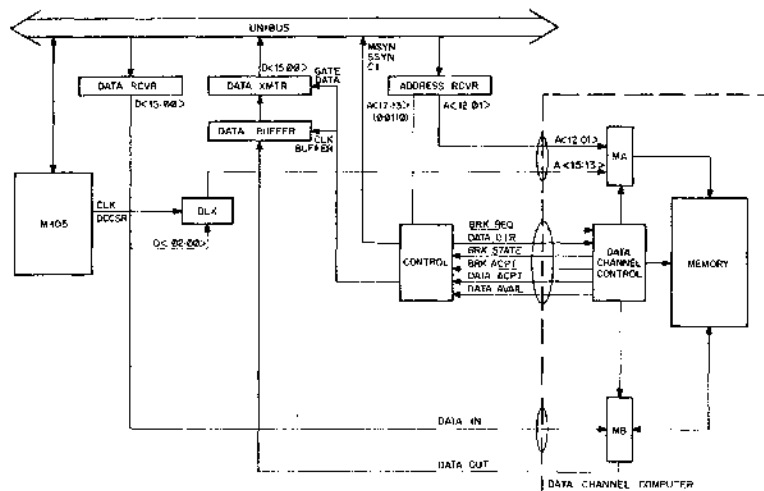 UNIBUS
DATA RCVR
D<15:00>
D<15:00>
DATA XMTR
GATE
DATA
DATA BUFFER
CLK
BUFFER
MSYN
SSYN
C1
ADDRESS RCVR
A<17:13>
(00110)
A<12:01>
A<12:01>
A<15:13>
MA
M105
CLK
DCCSR
D<02:00>
CONTROL
BRK REQ
DATA DIR
BRK STATE
BRK ACPT
DATA ACPT
DATA AVAIL
DATA
CHANNEL
CONTROL
MEMORY
DATA IN
MB
DATA OUT
DATA CHANNEL COMPUTER